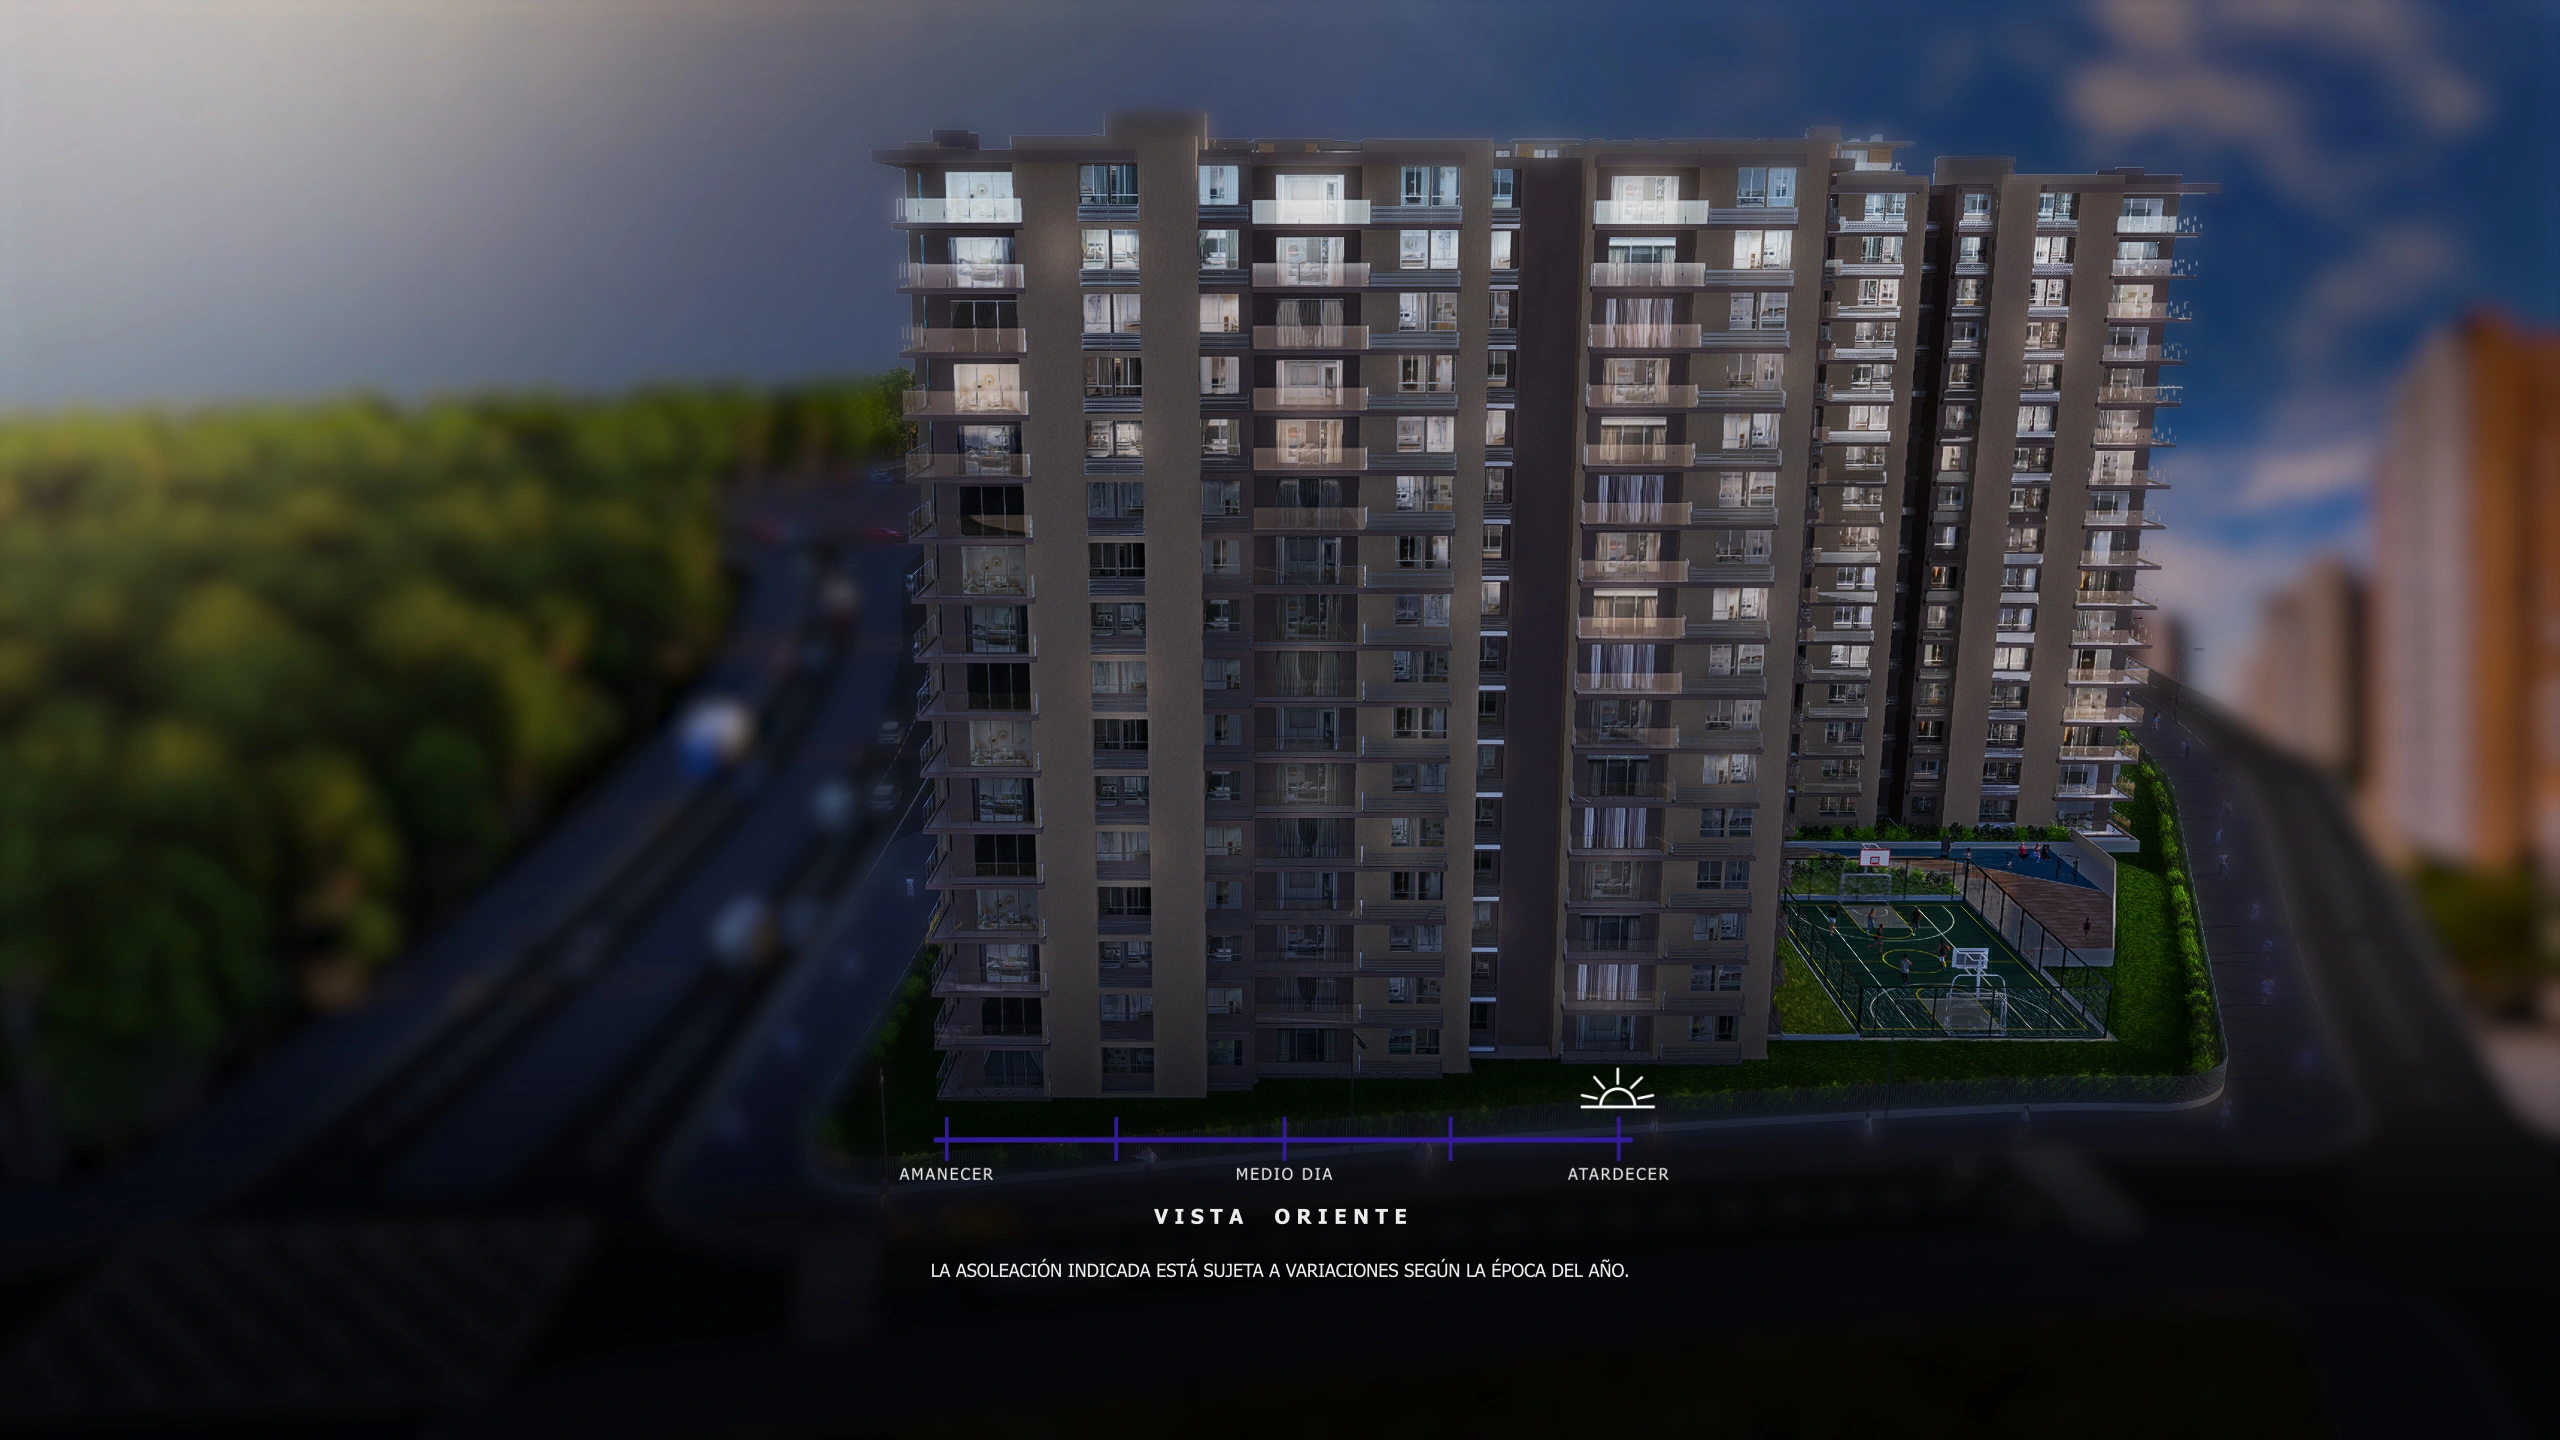 AMANECER MEDIO DIA ATARDECER
VISTA ORIENTE
LA ASOLEACIÓN INDICADA ESTÁ SUJETA A VARIACIONES SEGÚN LA ÉPOCA DEL AÑO.